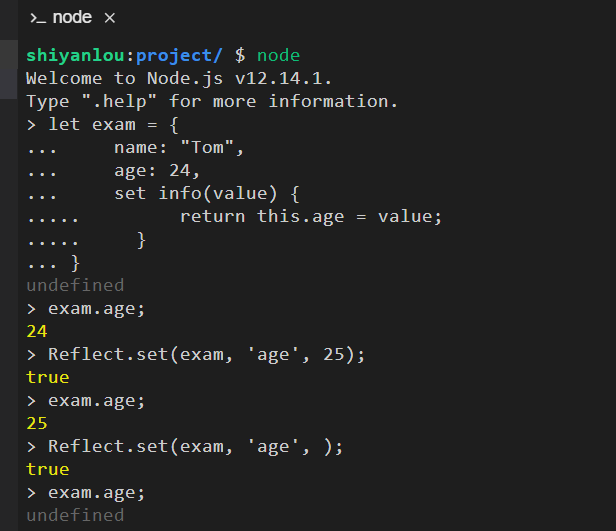 >_ node ×
shiyanlou:project/ $ node
Welcome to Node.js v12.14.1.
Type ".help" for more information.
> let exam = {
...     name: "Tom",
...     age: 24,
...     set info(value) {
.....         return this.age = value;
.....     }
... }
undefined
> exam.age;
24
> Reflect.set(exam, 'age', 25);
true
> exam.age;
25
> Reflect.set(exam, 'age', );
true
> exam.age;
undefined